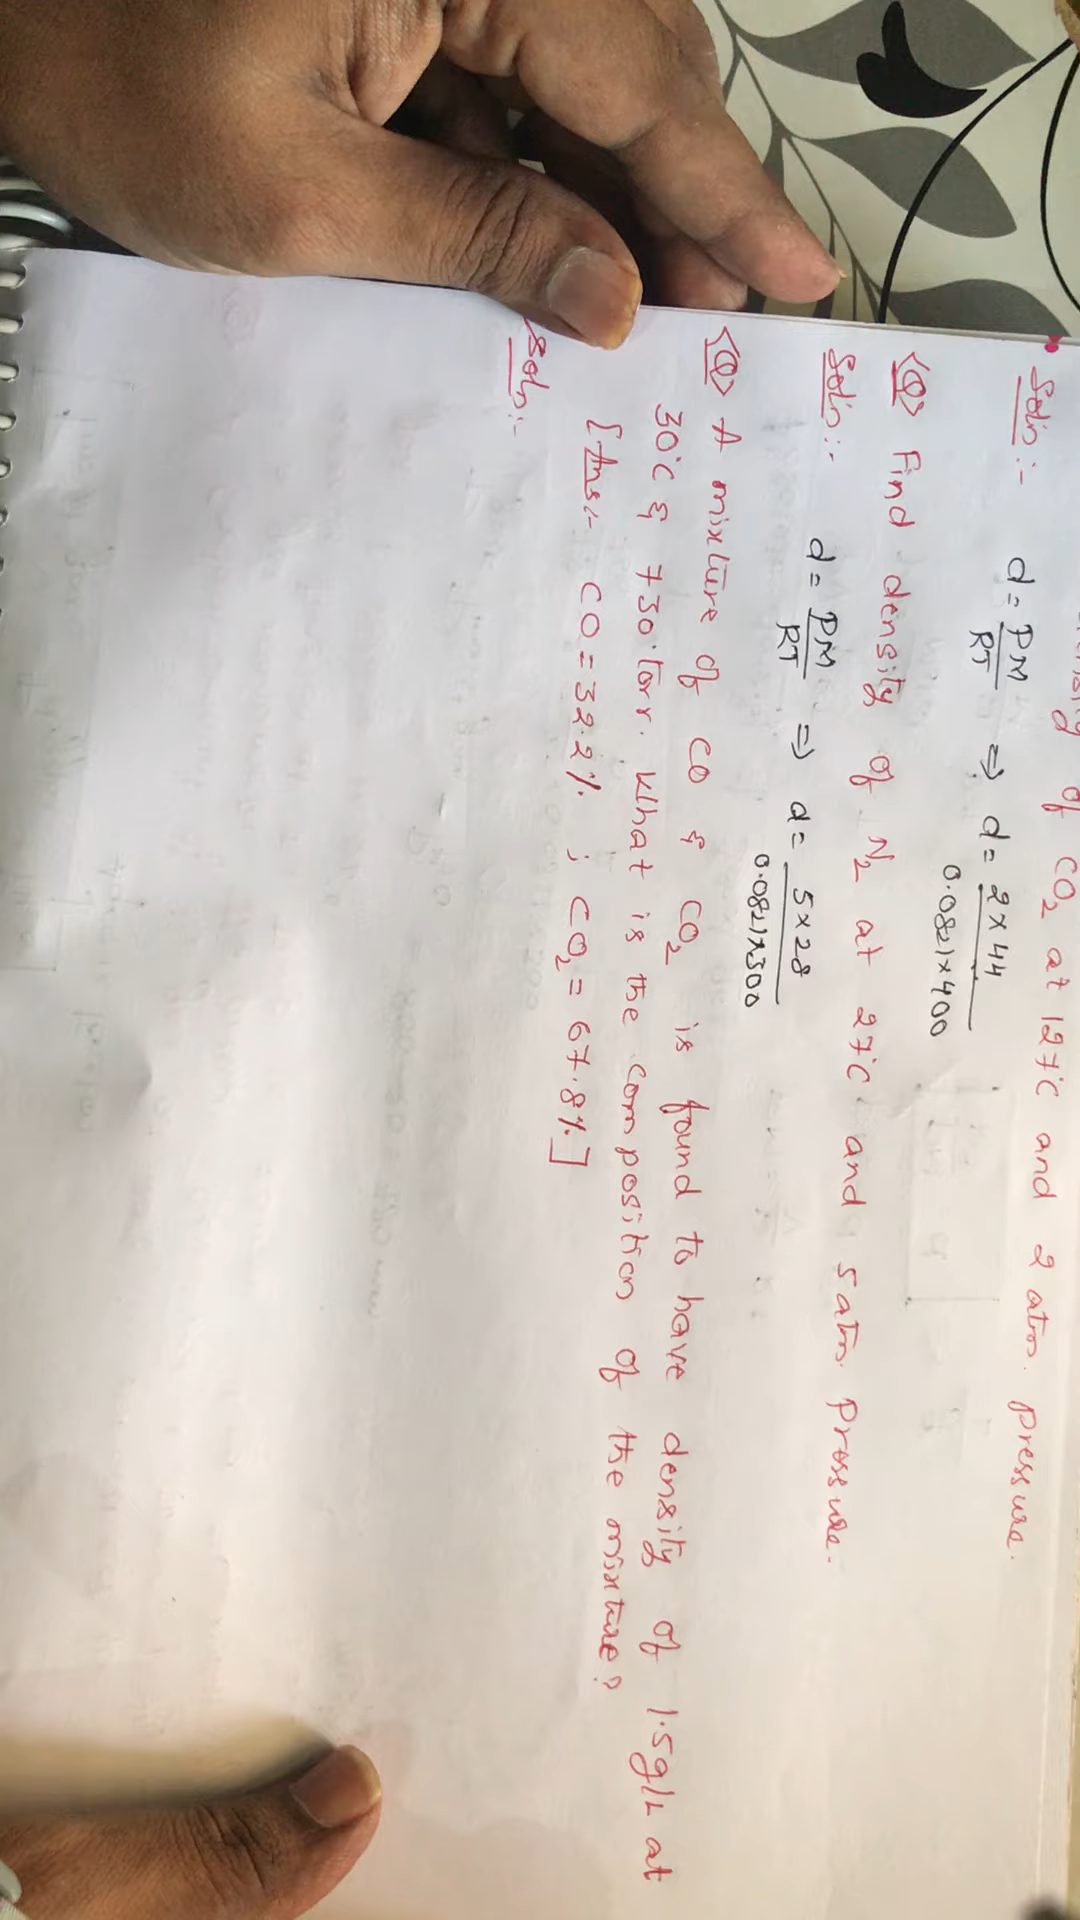 of CO₂ at 127°C and 2 atm. pressure.
Soln:- d = PM/RT ⇒ d = 2×44/0.0821×400
<Q> Find density of N₂ at 27°C and 5 atm. Pressure.
Soln:- d = PM/RT ⇒ d = 5×28/0.0821×300
<Q> A mixture of CO & CO₂ is found to have density of 1.5g/L at
30°C & 730 torr. What is the composition of the mixture?
[Ans:- CO = 32.2% ; CO₂ = 67.8%]
Soln:-